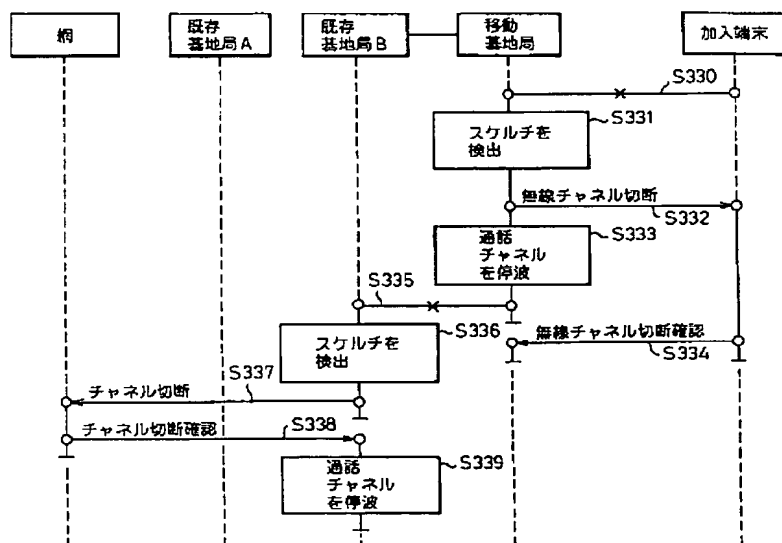 網
既存
基地局A
既存
基地局B
移動
基地局
加入端末
S330
スケルチを
検出
S331
無線チャネル切断
S332
通話
チャネル
を停波
S333
S335
スケルチを
検出
S336
無線チャネル切断確認
S334
チャネル切断
S337
チャネル切断確認
S338
通話
チャネル
を停波
S339